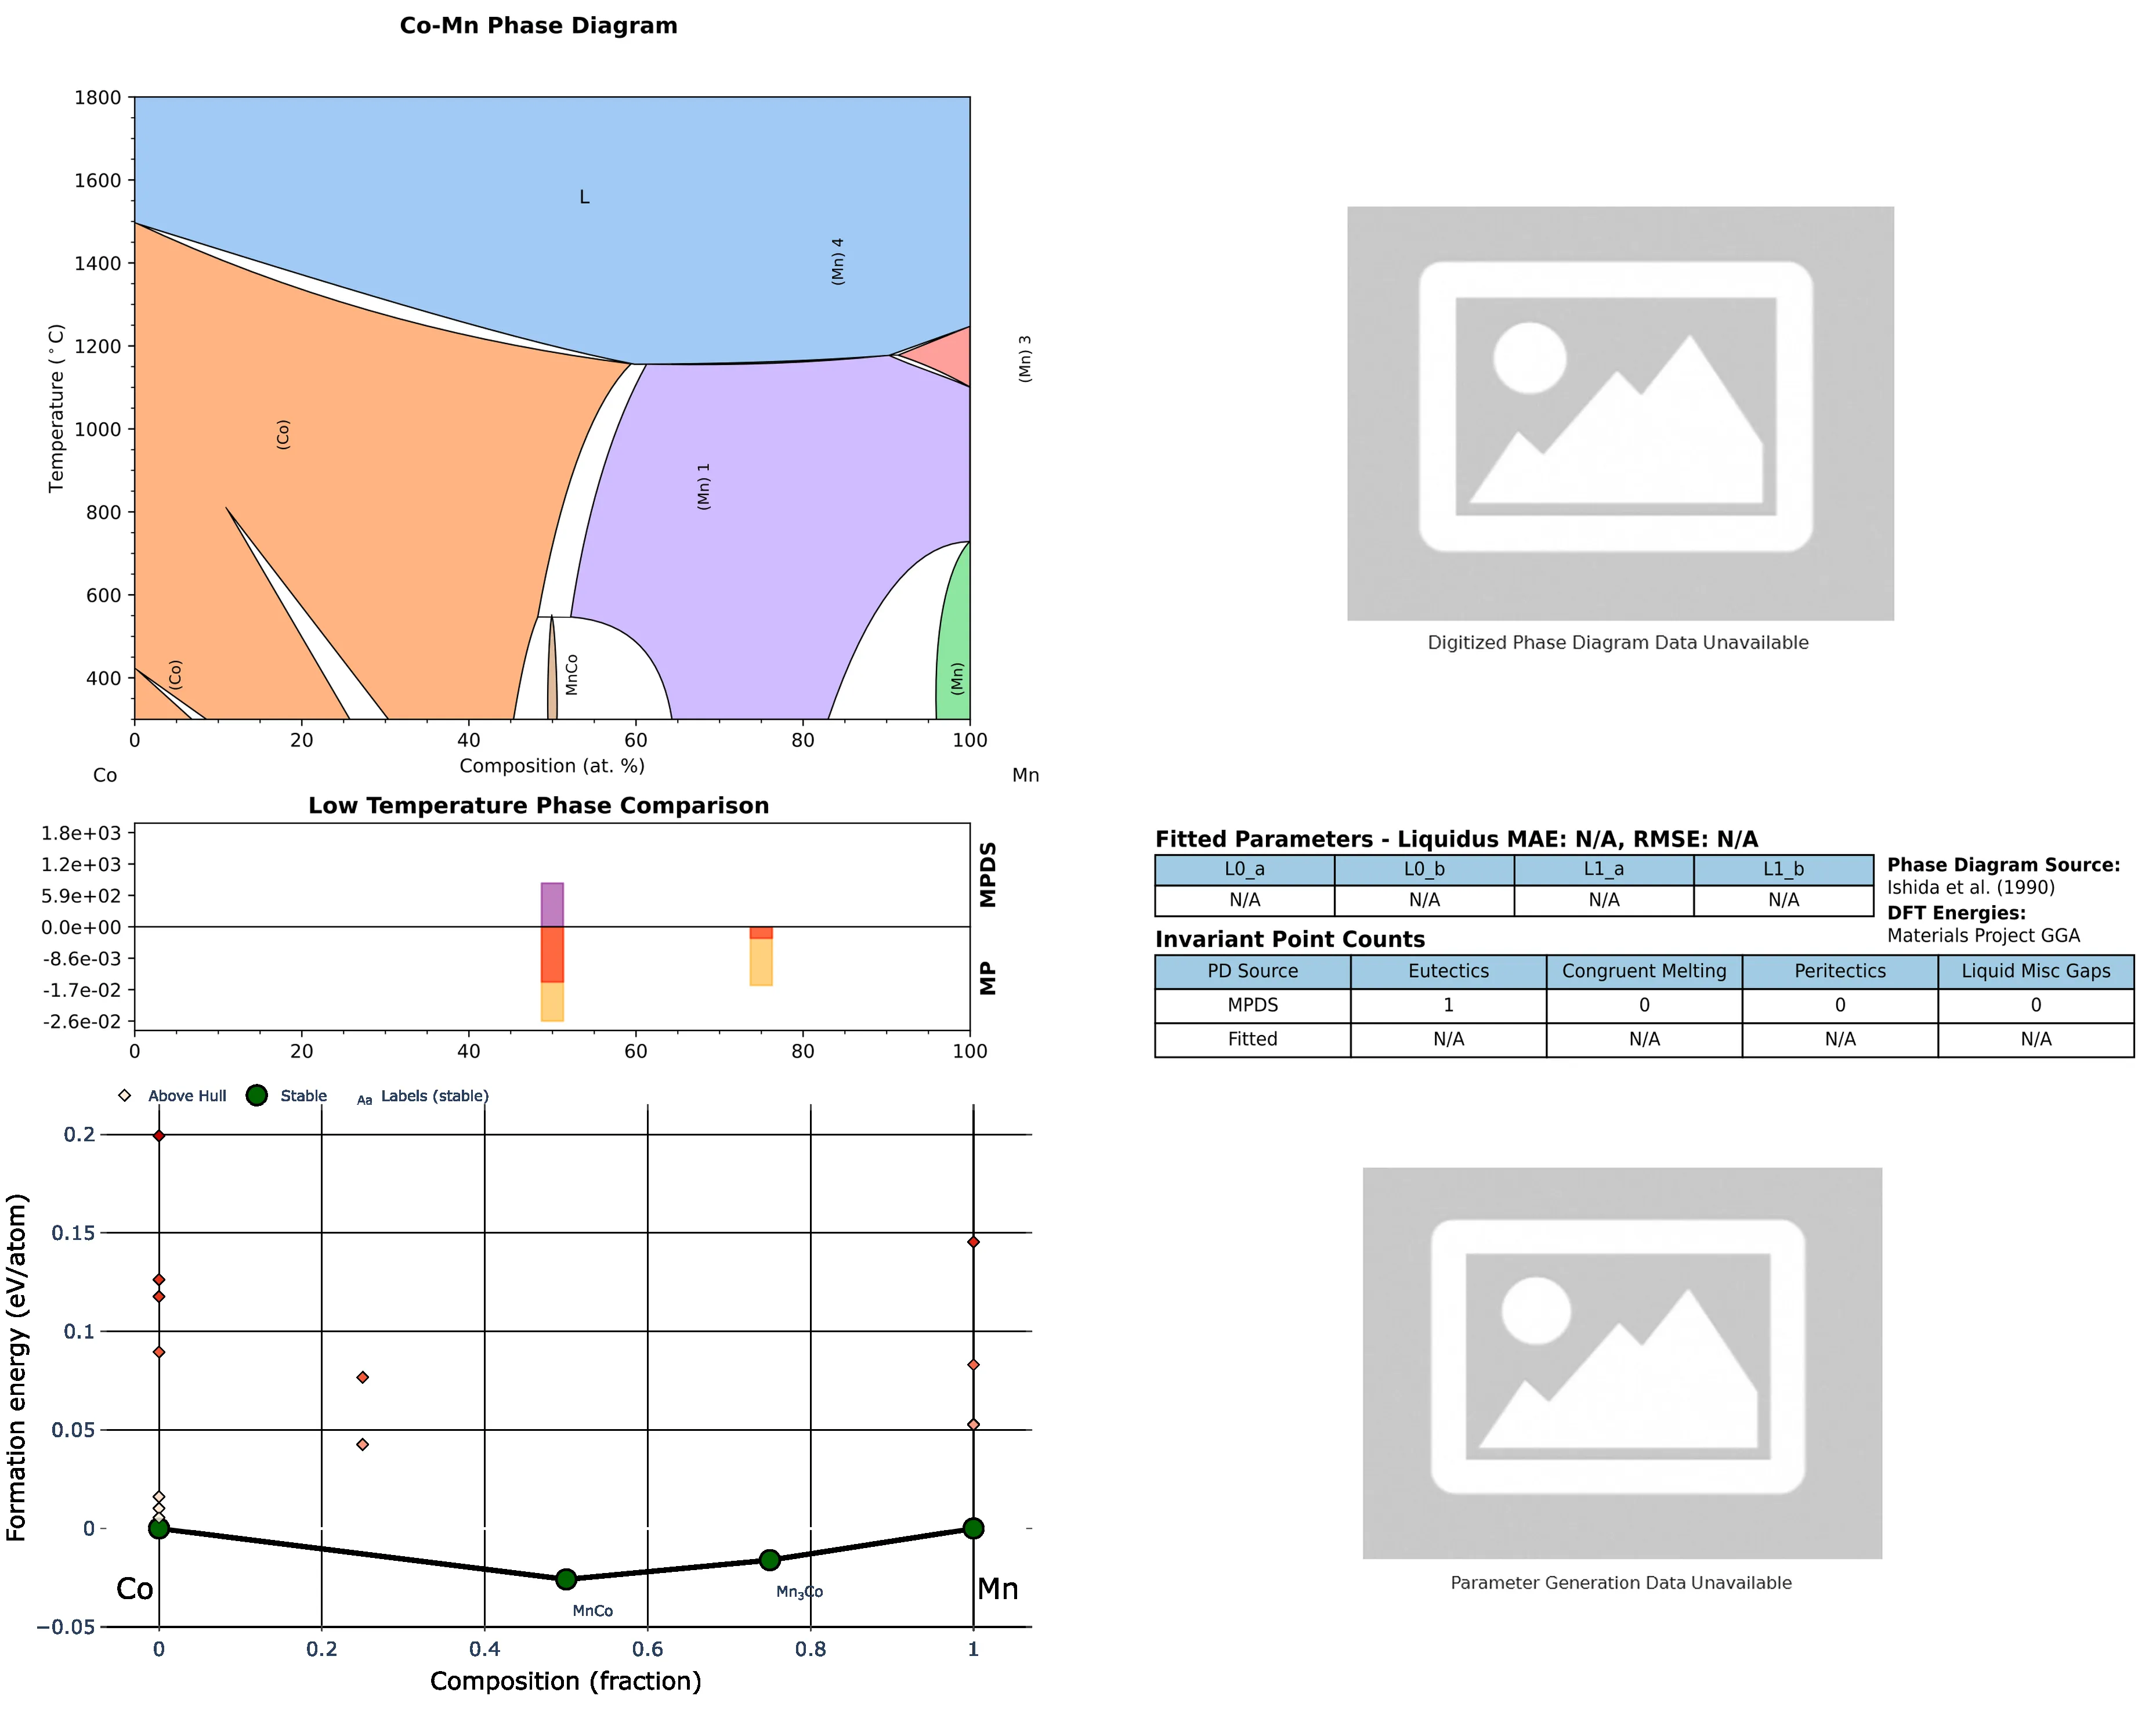 Co-Mn Phase Diagram
1800
1600
1400
1200
1000
800
600
400
Temperature (°C)
L
(Mn) 4
(Mn) 3
(Co)
(Mn) 1
(Co)
MnCo
(Mn)
0 20 40 60 80 100
Composition (at. %)
Co Mn
Digitized Phase Diagram Data Unavailable
Low Temperature Phase Comparison
1.8e+03
1.2e+03
5.9e+02
0.0e+00
-8.6e-03
-1.7e-02
-2.6e-02
MPDS
MP
0 20 40 60 80 100
Fitted Parameters - Liquidus MAE: N/A, RMSE: N/A
L0_a L0_b L1_a L1_b
N/A N/A N/A N/A
Phase Diagram Source:
Ishida et al. (1990)
DFT Energies:
Materials Project GGA
Invariant Point Counts
PD Source Eutectics Congruent Melting Peritectics Liquid Misc Gaps
MPDS 1 0 0 0
Fitted N/A N/A N/A N/A
Above Hull Stable Aa Labels (stable)
0.2
0.15
0.1
0.05
0
−0.05
Formation energy (eV/atom)
Co Mn
MnCo
Mn₃Co
0 0.2 0.4 0.6 0.8 1
Composition (fraction)
Parameter Generation Data Unavailable